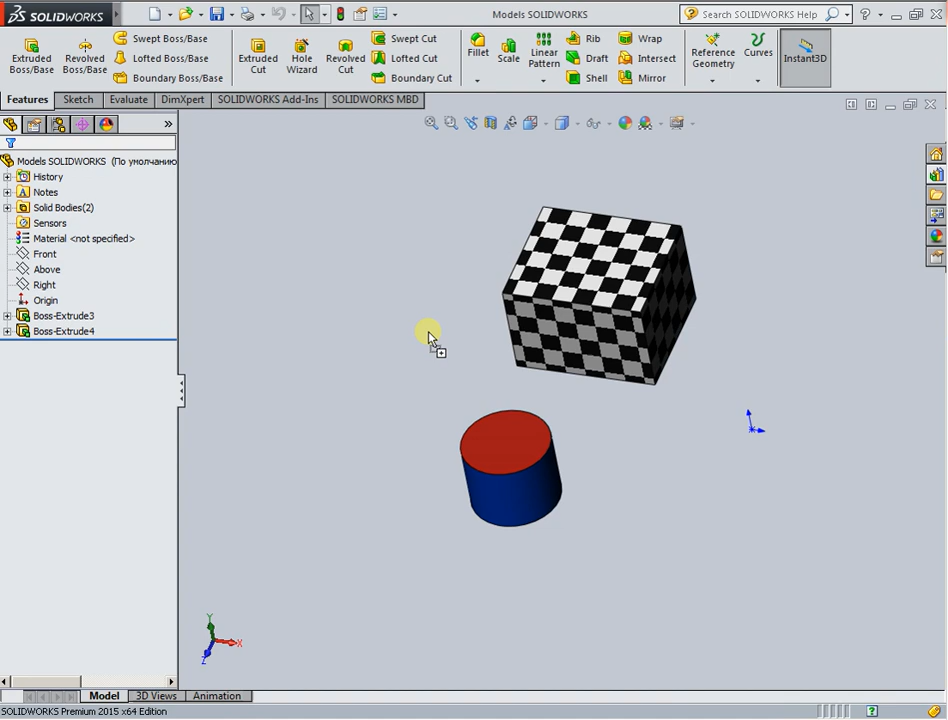 SOLIDWORKS
Models SOLIDWORKS
Search SOLIDWORKS Help
Extruded Boss/Base
Revolved Boss/Base
Swept Boss/Base
Lofted Boss/Base
Boundary Boss/Base
Extruded Cut
Hole Wizard
Revolved Cut
Swept Cut
Lofted Cut
Boundary Cut
Fillet
Scale
Linear Pattern
Rib
Draft
Shell
Wrap
Intersect
Mirror
Reference Geometry
Curves
Instant3D
Features
Sketch
Evaluate
DimXpert
SOLIDWORKS Add-Ins
SOLIDWORKS MBD
Models SOLIDWORKS (По умолчанию
History
Notes
Solid Bodies(2)
Sensors
Material <not specified>
Front
Above
Right
Origin
Boss-Extrude3
Boss-Extrude4
Y
X
Z
Model
3D Views
Animation
SOLIDWORKS Premium 2015 x64 Edition